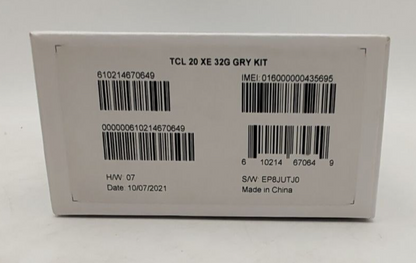 TCL 20 XE 32G GRY KIT
610214670649
IMEI: 016000000435695
000000610214670649
6 10214 67064 9
H/W 07
S/W EP8JUTJ0
Date 10/07/2021
Made in China